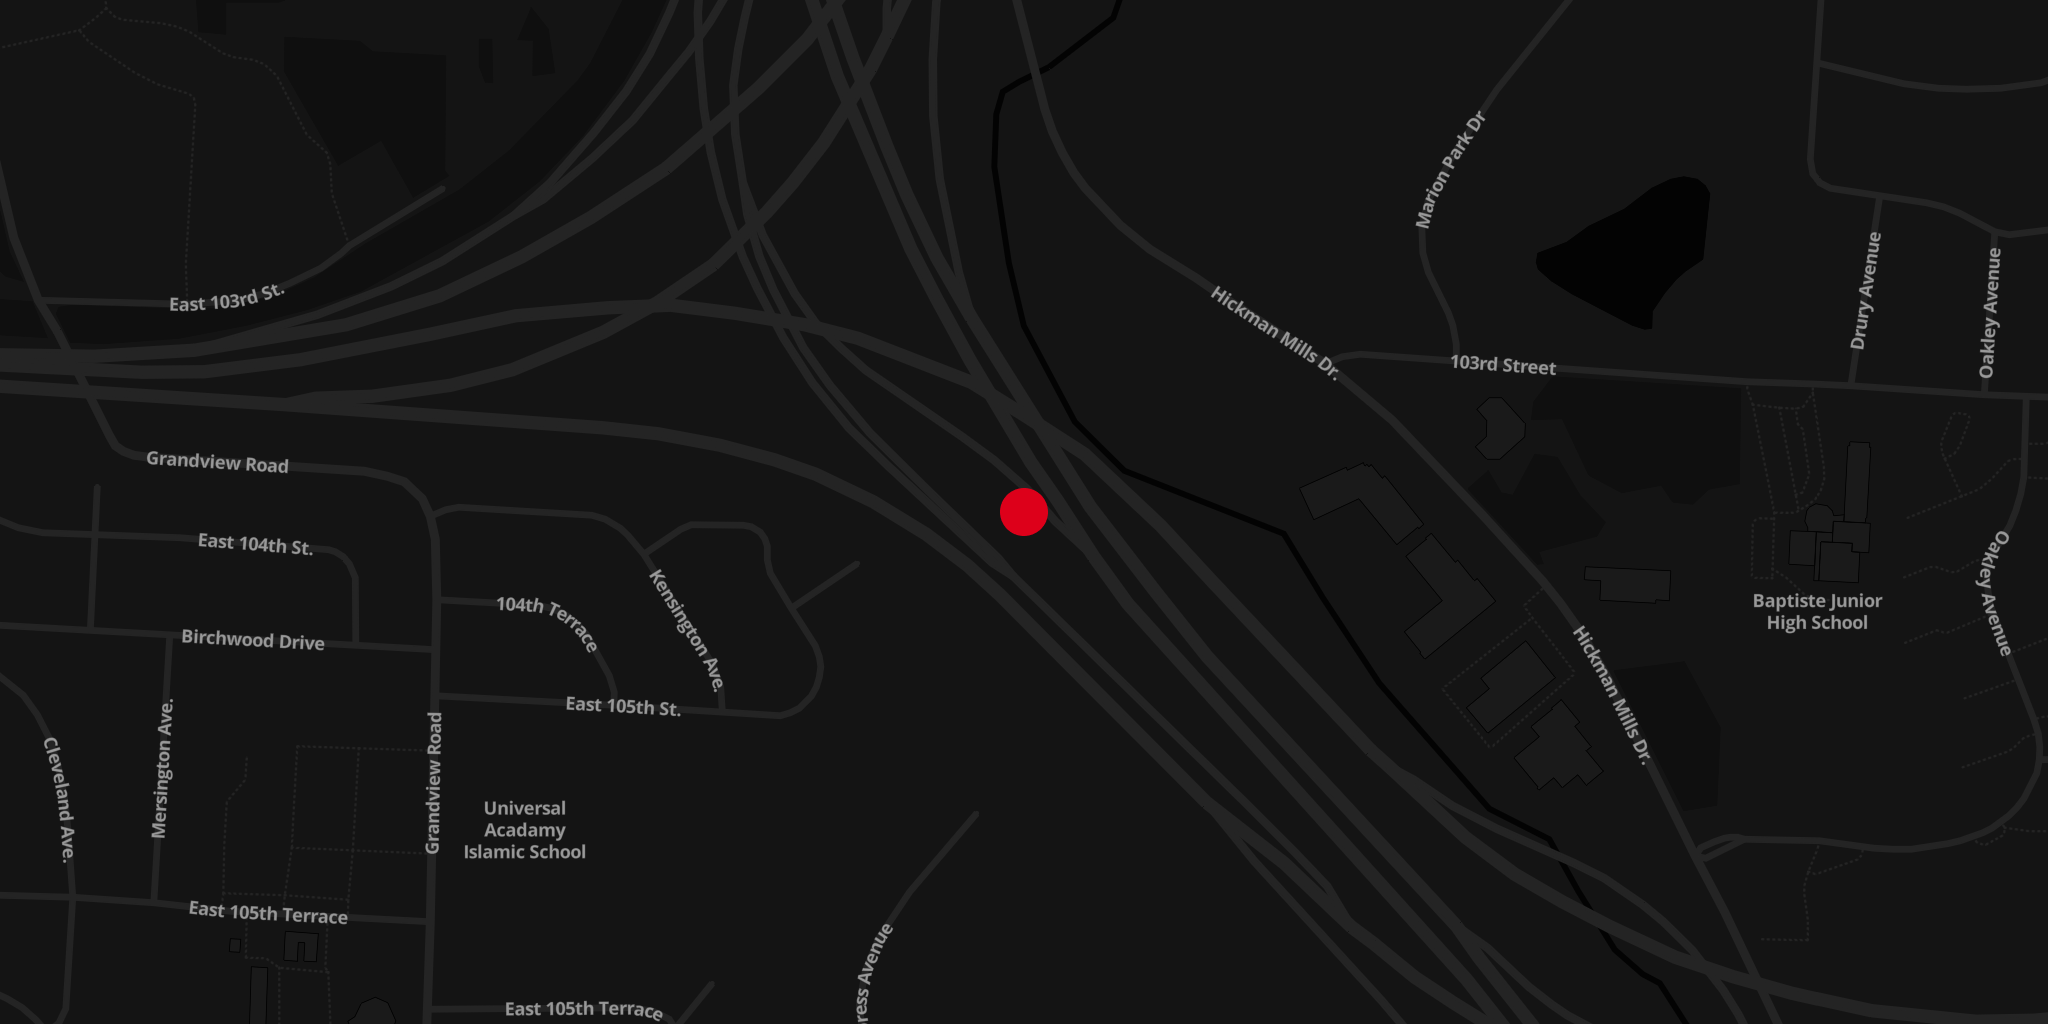 Marion Park Dr
Drury Avenue
Oakley Avenue
East 103rd St.
Hickman Mills Dr.
103rd Street
Grandview Road
East 104th St.
Oakley Avenue
104th Terrace
Kensington Ave.
Baptiste Junior
High School
Birchwood Drive
Hickman Mills Dr.
East 105th St.
Mersington Ave.
Grandview Road
Cleveland Ave.
Universal
Acadamy
Islamic School
East 105th Terrace
ress Avenue
East 105th Terrace